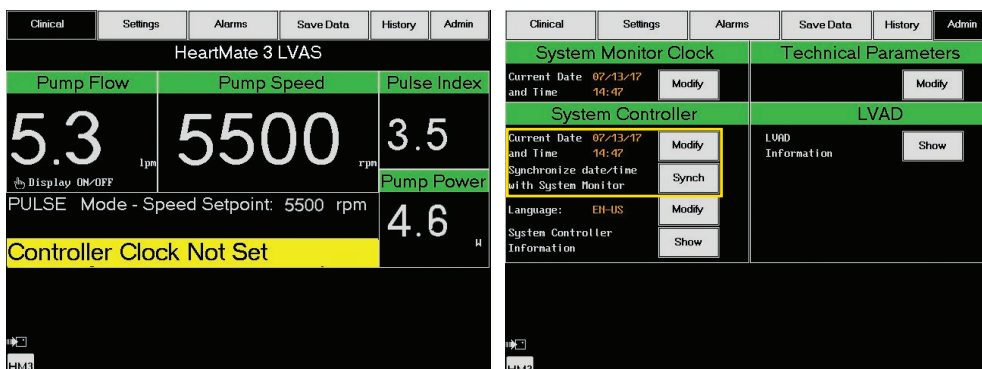 Clinical Settings Alarms Save Data History Admin
HeartMate 3 LVAS
Pump Flow Pump Speed Pulse Index
5.3 lpm 5500 rpm 3.5
Display ON/OFF
Pump Power
PULSE Mode - Speed Setpoint: 5500 rpm
4.6 W
Controller Clock Not Set
HM3
Clinical Settings Alarms Save Data History Admin
System Monitor Clock Technical Parameters
Current Date 07/13/17
and Time 14:47
Modify Modify
System Controller LVAD
Current Date 07/13/17
and Time 14:47
Modify
LVAD
Information
Show
Synchronize date/time
with System Monitor
Synch
Language: EN-US Modify
System Controller
Information
Show
HM3